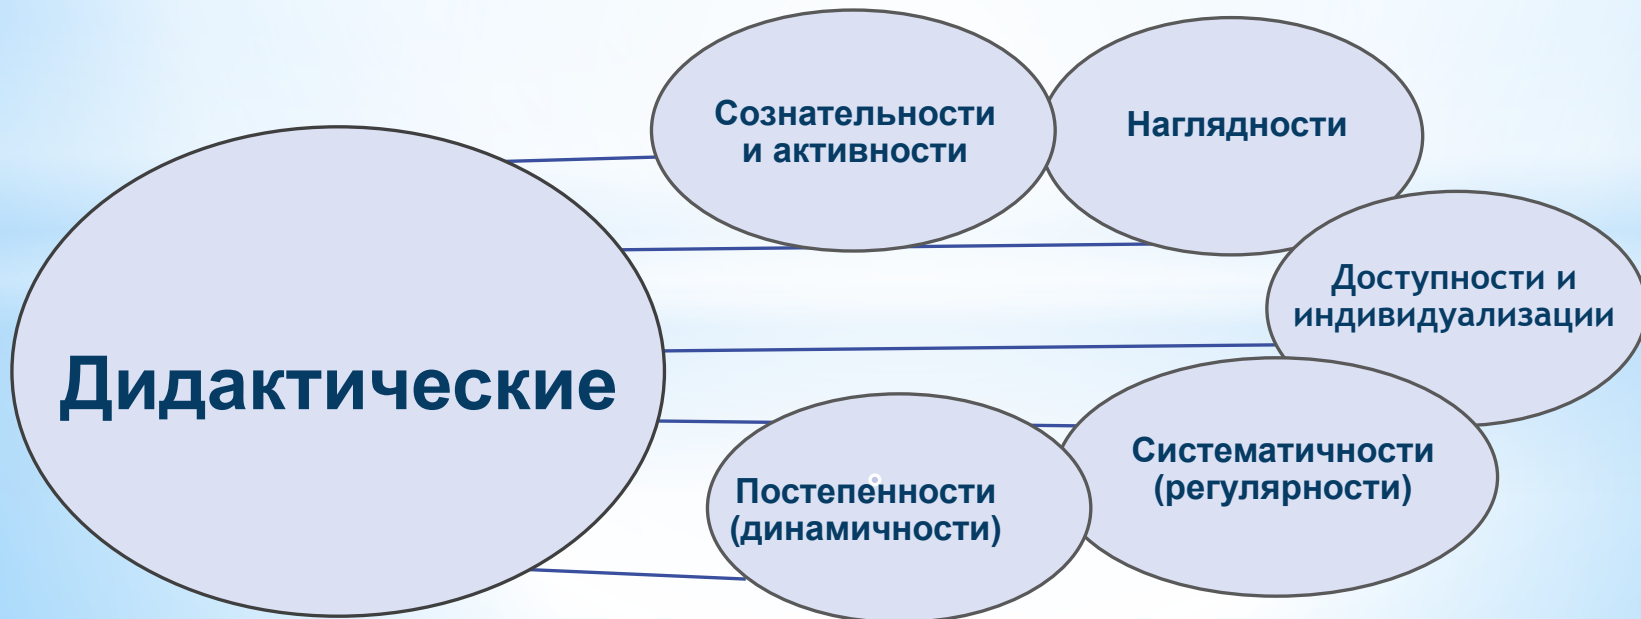 Сознательности
и активности
Наглядности
Доступности и
индивидуализации
Дидактические
Систематичности
(регулярности)
Постепенности
(динамичности)